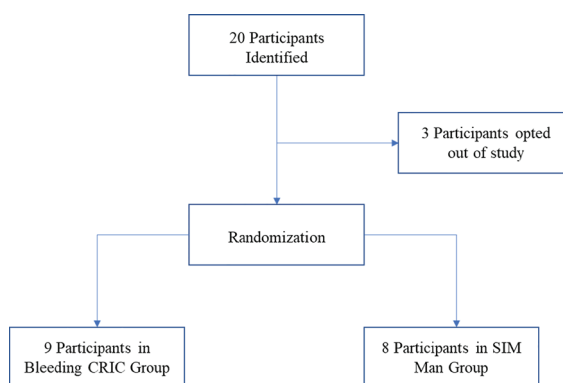 20 Participants
Identified
3 Participants opted
out of study
Randomization
9 Participants in
Bleeding CRIC Group
8 Participants in SIM
Man Group